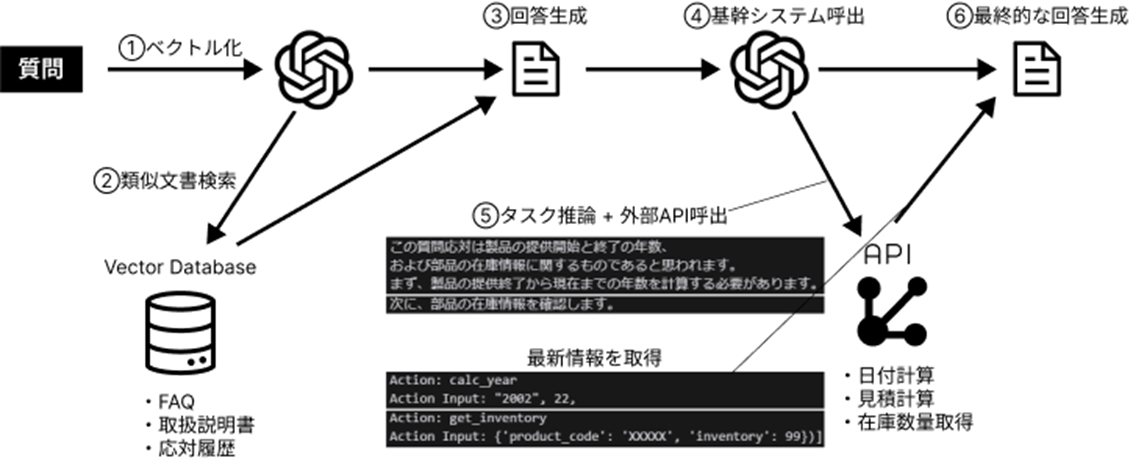 ①ベクトル化
③回答生成
④基幹システム呼出
⑥最終的な回答生成
質問
②類似文書検索
⑤タスク推論 + 外部API呼出
この質問応対は製品の提供開始と終了の年数、
および部品の在庫情報に関するものであると思われます。
まず、製品の提供終了から現在までの年数を計算する必要があります。
次に、部品の在庫情報を確認します。
API
Vector Database
最新情報を取得
Action: calc_year
Action Input: "2002", 22,
Action: get_inventory
Action Input: {'product_code': 'XXXXX', 'inventory': 99})]
・FAQ
・取扱説明書
・応対履歴
・日付計算
・見積計算
・在庫数量取得